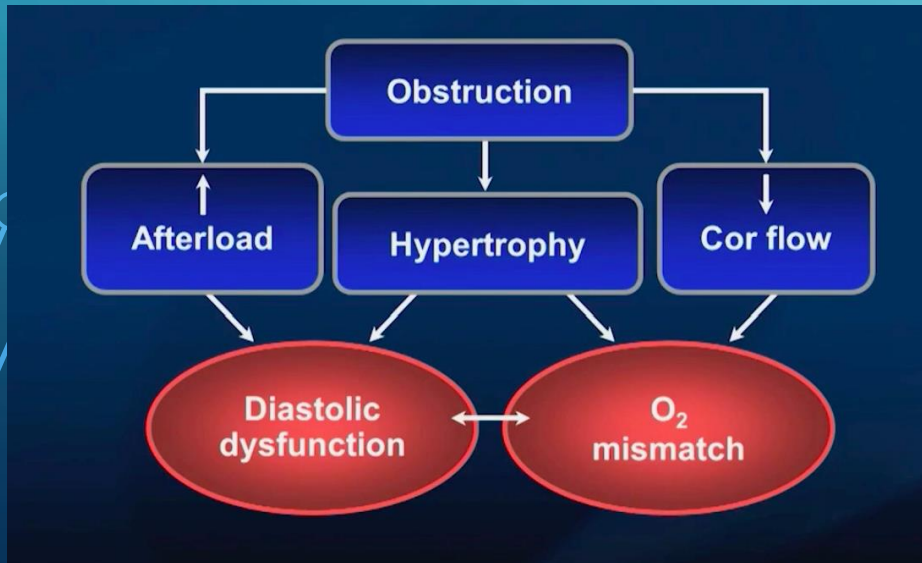 Obstruction
Afterload
Hypertrophy
Cor flow
Diastolic
dysfunction
O₂
mismatch